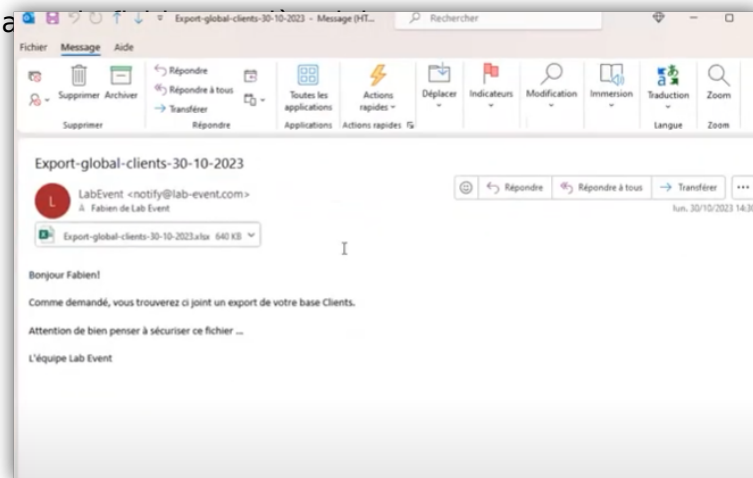 Export-global-clients-30-10-2023 - Message (HT...
Rechercher
Fichier Message Aide
Supprimer Archiver
Répondre
Répondre à tous
Transférer
Toutes les applications
Actions rapides
Déplacer
Indicateurs
Modification
Immersion
Traduction
Zoom
Supprimer Répondre Applications Actions rapides Langue Zoom
Export-global-clients-30-10-2023
L
LabEvent <notify@lab-event.com>
Fabien de Lab Event
Répondre Répondre à tous Transférer ...
lun. 30/10/2023 14:30
Export-global-clients-30-10-2023.xlsx 640 KB
Bonjour Fabien!
Comme demandé, vous trouverez ci joint un export de votre base Clients.
Attention de bien penser à sécuriser ce fichier ...
L'équipe Lab Event